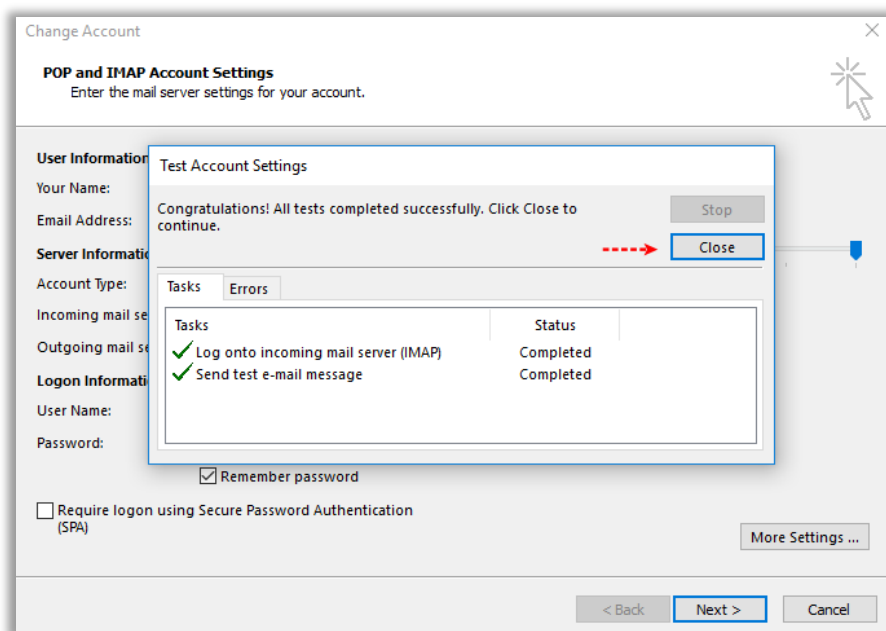 Change Account
POP and IMAP Account Settings
Enter the mail server settings for your account.
User Information
Your Name:
Email Address:
Server Informatio
Account Type:
Incoming mail se
Outgoing mail se
Logon Informati
User Name:
Password:
Test Account Settings
Congratulations! All tests completed successfully. Click Close to
continue.
Stop
Close
Tasks Errors
Tasks Status
Log onto incoming mail server (IMAP) Completed
Send test e-mail message Completed
Remember password
Require logon using Secure Password Authentication
(SPA)
More Settings ...
< Back Next > Cancel